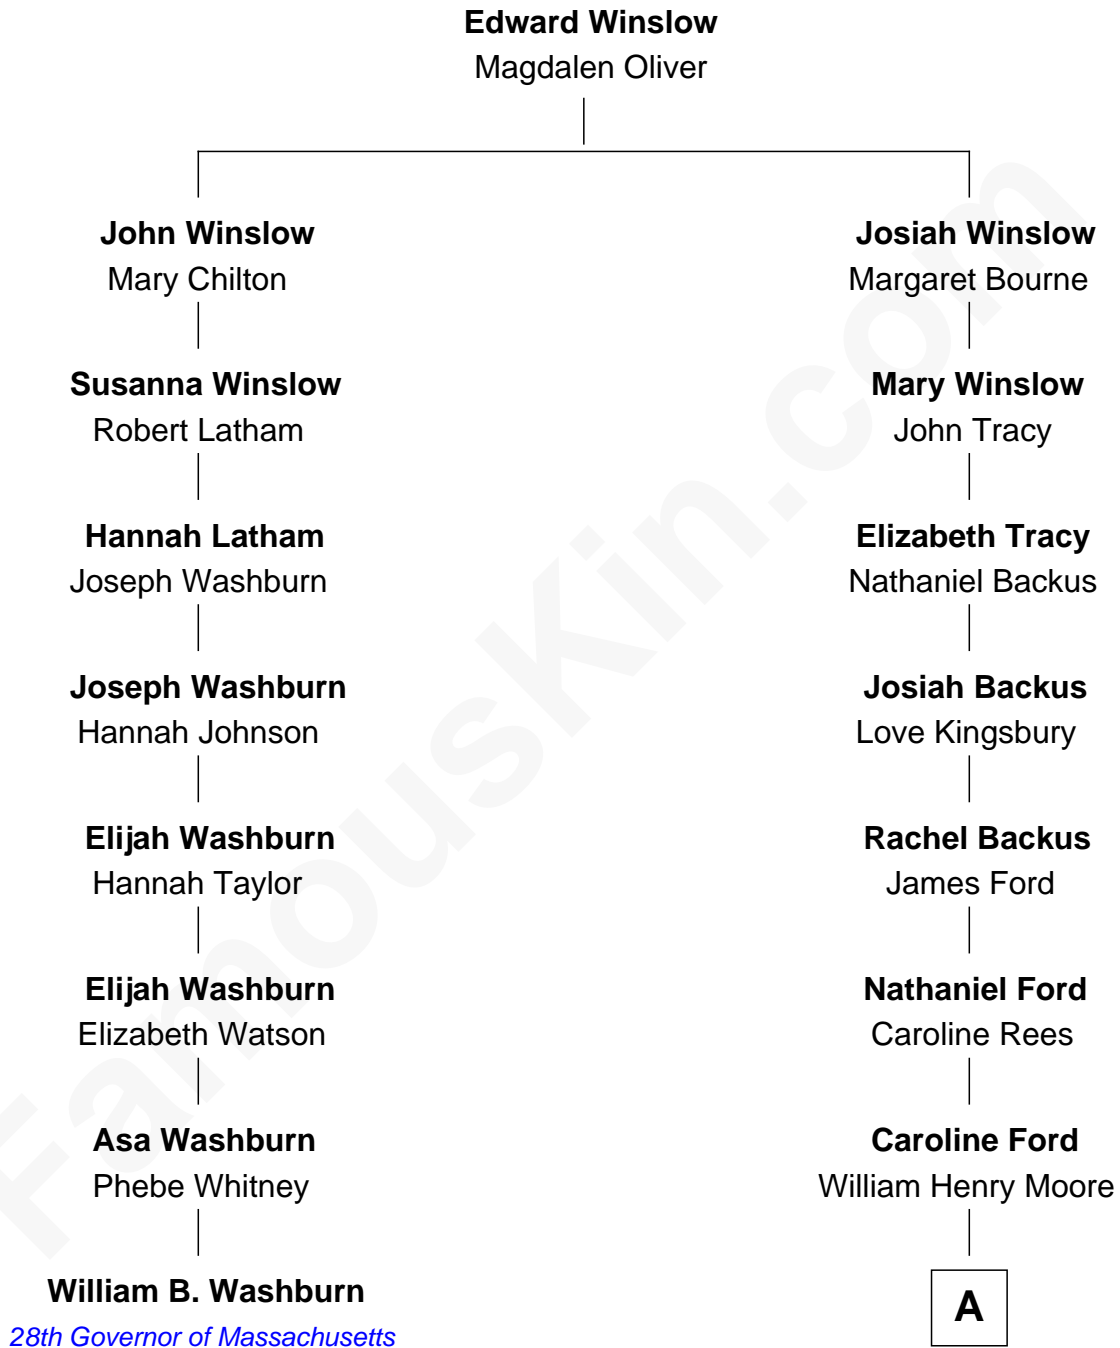 Edward Winslow
Magdalen Oliver
John Winslow
Mary Chilton
Susanna Winslow
Robert Latham
Hannah Latham
Joseph Washburn
Joseph Washburn
Hannah Johnson
Elijah Washburn
Hannah Taylor
Elijah Washburn
Elizabeth Watson
Asa Washburn
Phebe Whitney
William B. Washburn
28th Governor of Massachusetts
Josiah Winslow
Margaret Bourne
Mary Winslow
John Tracy
Elizabeth Tracy
Nathaniel Backus
Josiah Backus
Love Kingsbury
Rachel Backus
James Ford
Nathaniel Ford
Caroline Rees
Caroline Ford
William Henry Moore
A
FamousKin.com